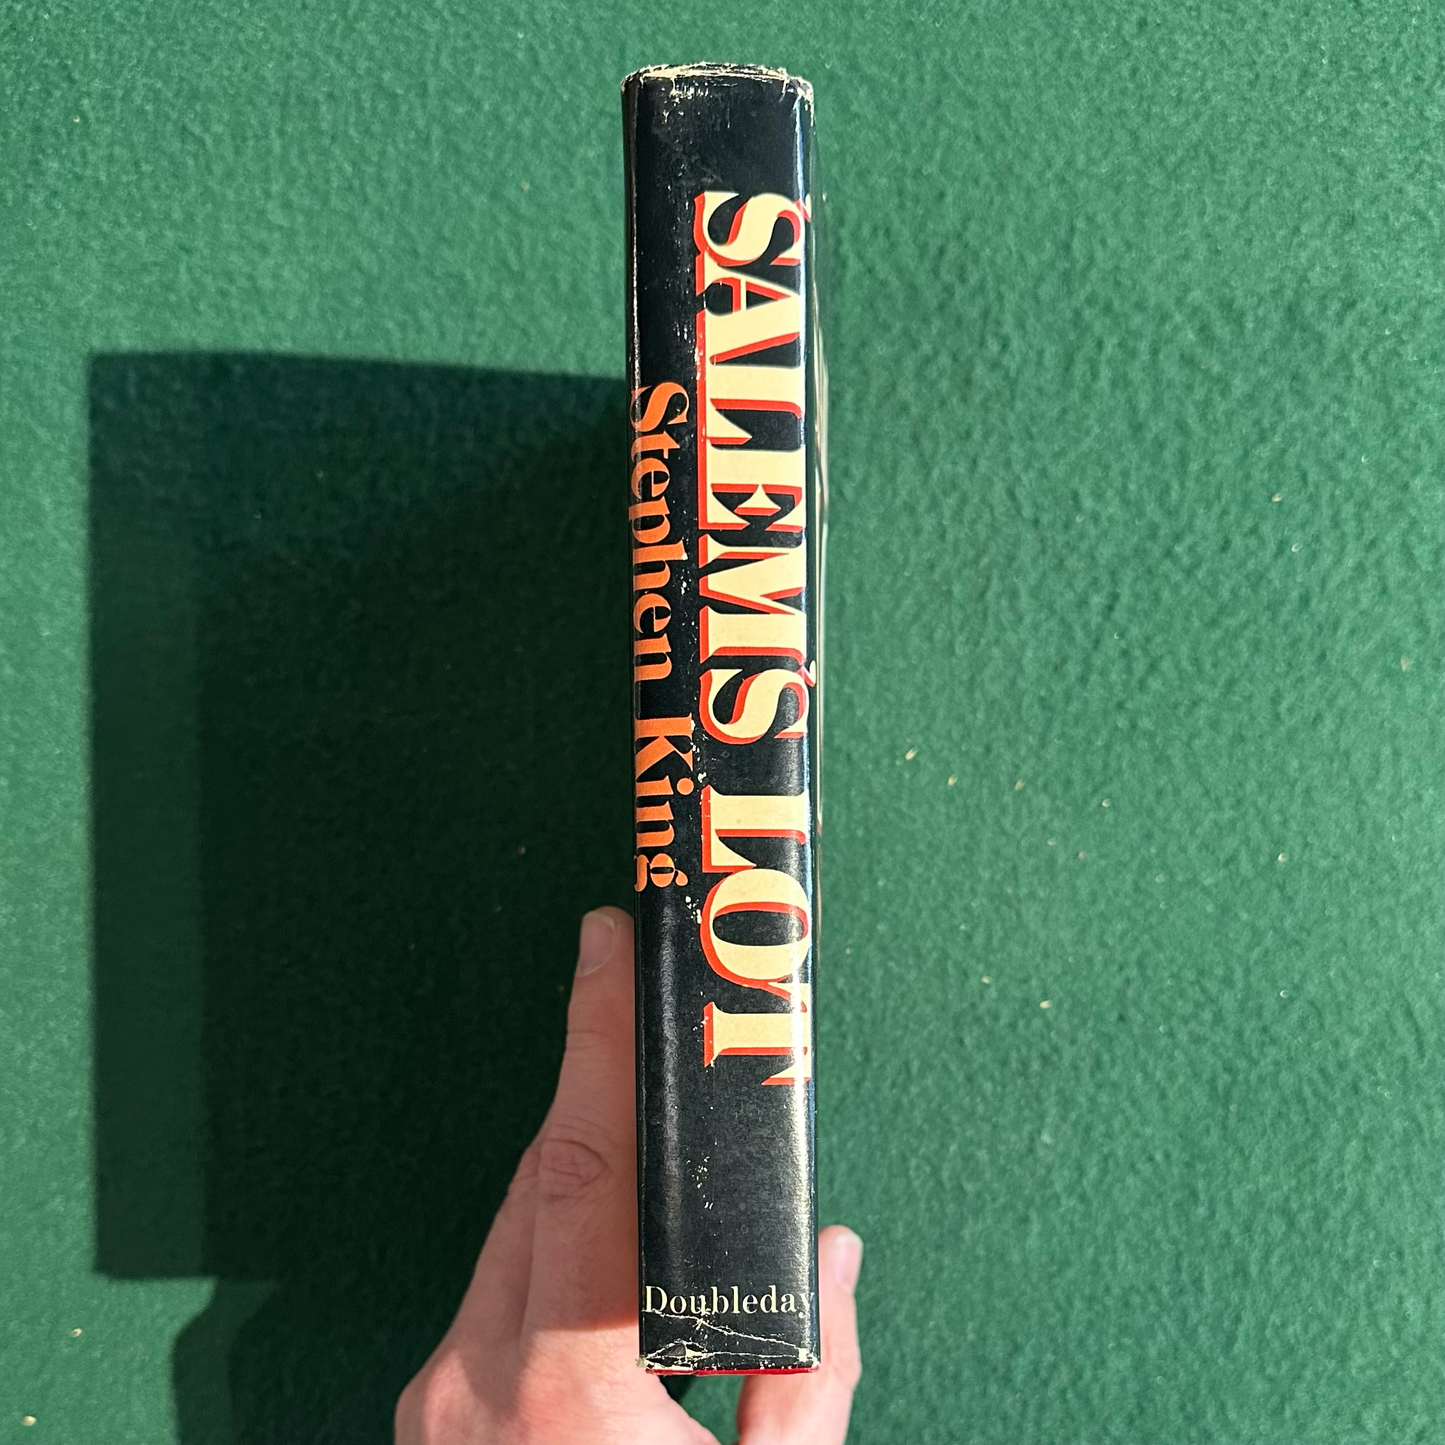 'SALEM'S LOT
Stephen King
Doubleday